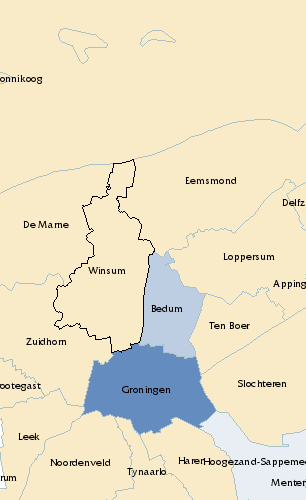 onnikoog
Eemsmond
Delfz
De Marne
Loppersum
Winsum
Apping
Bedum
Ten Boer
Zuidhorn
Slochteren
ootegast
Groningen
Leek
Noordenveld
Haren
Hoogezand-Sappeme
Tynaarlo
rum
Menter